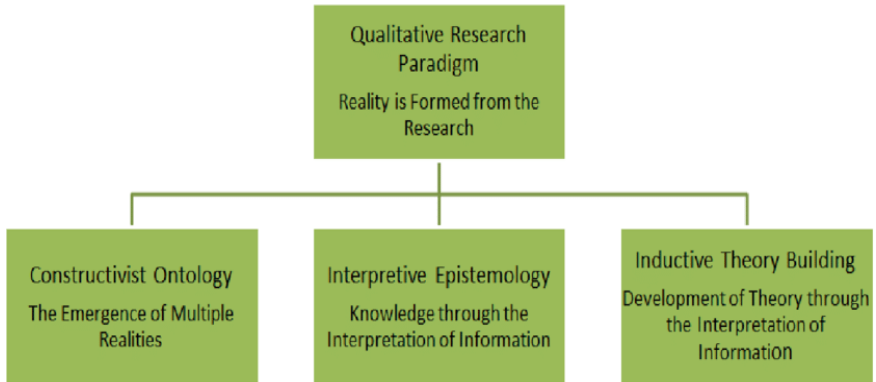 Qualitative Research
Paradigm
Reality is Formed from the
Research
Constructivist Ontology
The Emergence of Multiple
Realities
Interpretive Epistemology
Knowledge through the
Interpretation of Information
Inductive Theory Building
Development of Theory through
the Interpretation of
Information